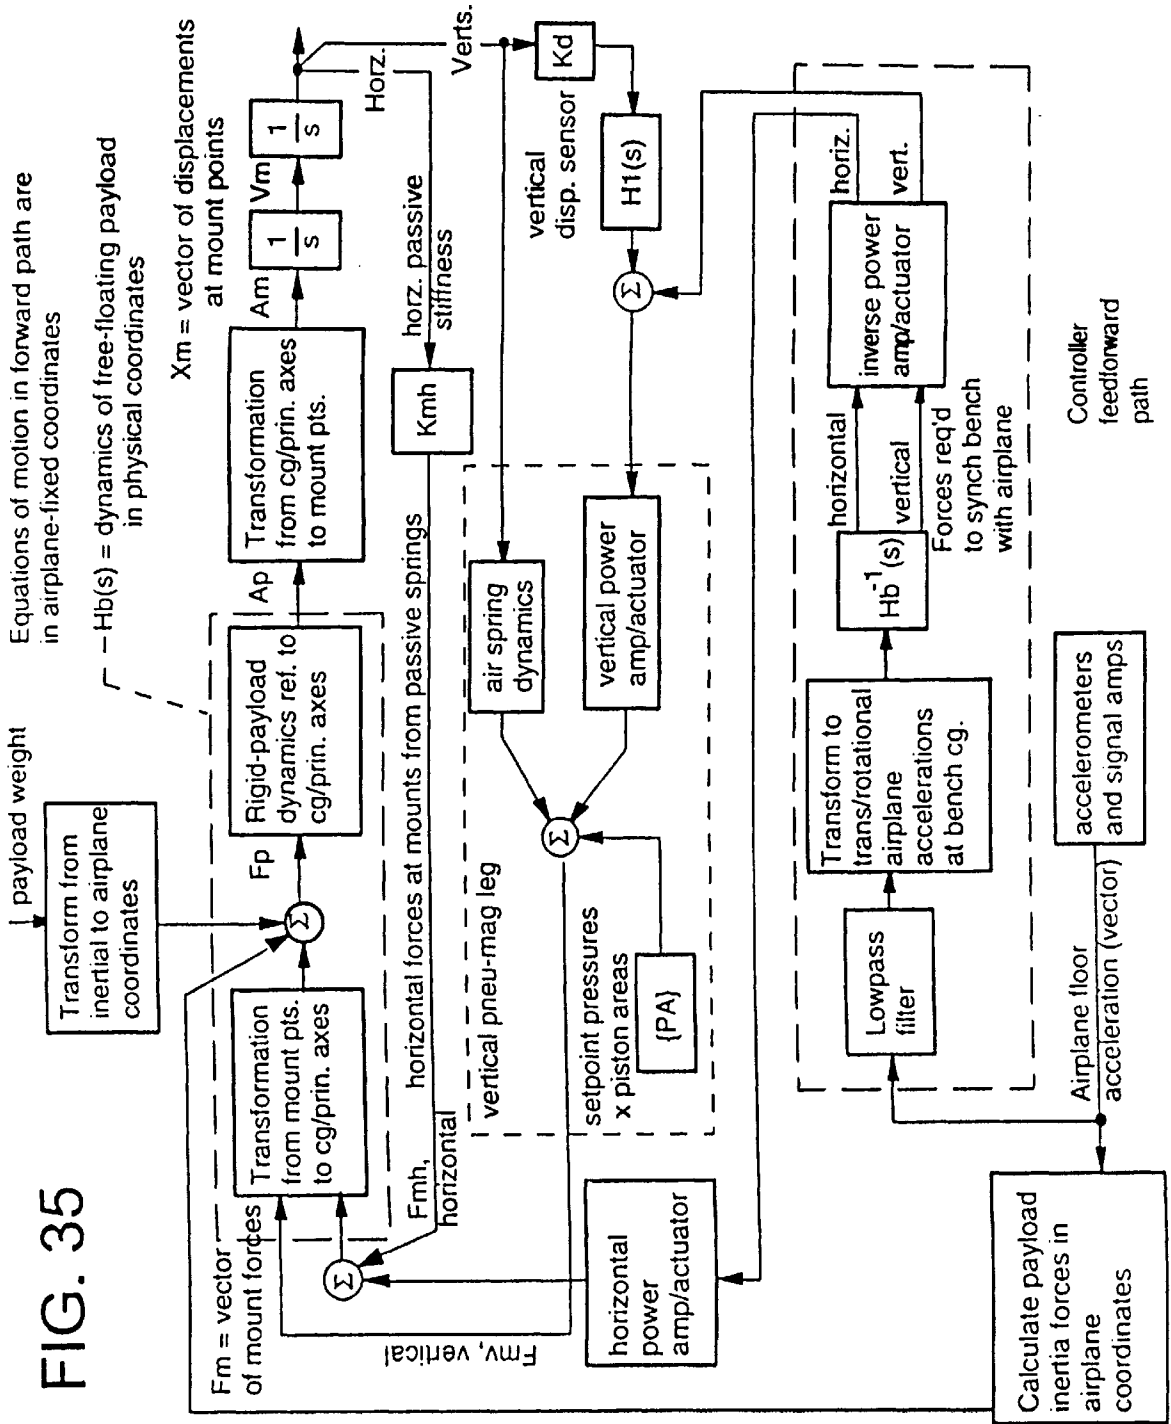 FIG. 35
Equations of motion in forward path are
in airplane-fixed coordinates
Hb(s) = dynamics of free-floating payload
in physical coordinates
payload weight
Transform from
inertial to airplane
coordinates
Xm = vector of displacements
at mount points
Fm = vector
of mount forces
Transformation
from mount pts.
to cg/prin. axes
Σ
Fp
Rigid-payload
dynamics ref. to
cg/prin. axes
Ap
Transformation
from cg/prin. axes
to mount pts.
Am
1
s
Vm
1
s
Horz.
Verts.
Σ
Fmh,
horizontal
horizontal forces at mounts from passive springs
Kmh
horz. passive
stiffness
Fmv, vertical
vertical pneu-mag leg
air spring
dynamics
vertical power
amp/actuator
Σ
setpoint pressures
x piston areas
{PA}
vertical
disp. sensor
Kd
H1(s)
Σ
horizontal
power
amp/actuator
Lowpass
filter
Transform to
trans/rotational
airplane
accelerations
at bench cg.
Hb-1(s)
horizontal
vertical
Forces req'd
to synch bench
with airplane
inverse power
amp/actuator
horiz.
vert.
Calculate payload
inertia forces in
airplane
coordinates
Airplane floor
acceleration (vector)
accelerometers
and signal amps
Controller
feedforward
path